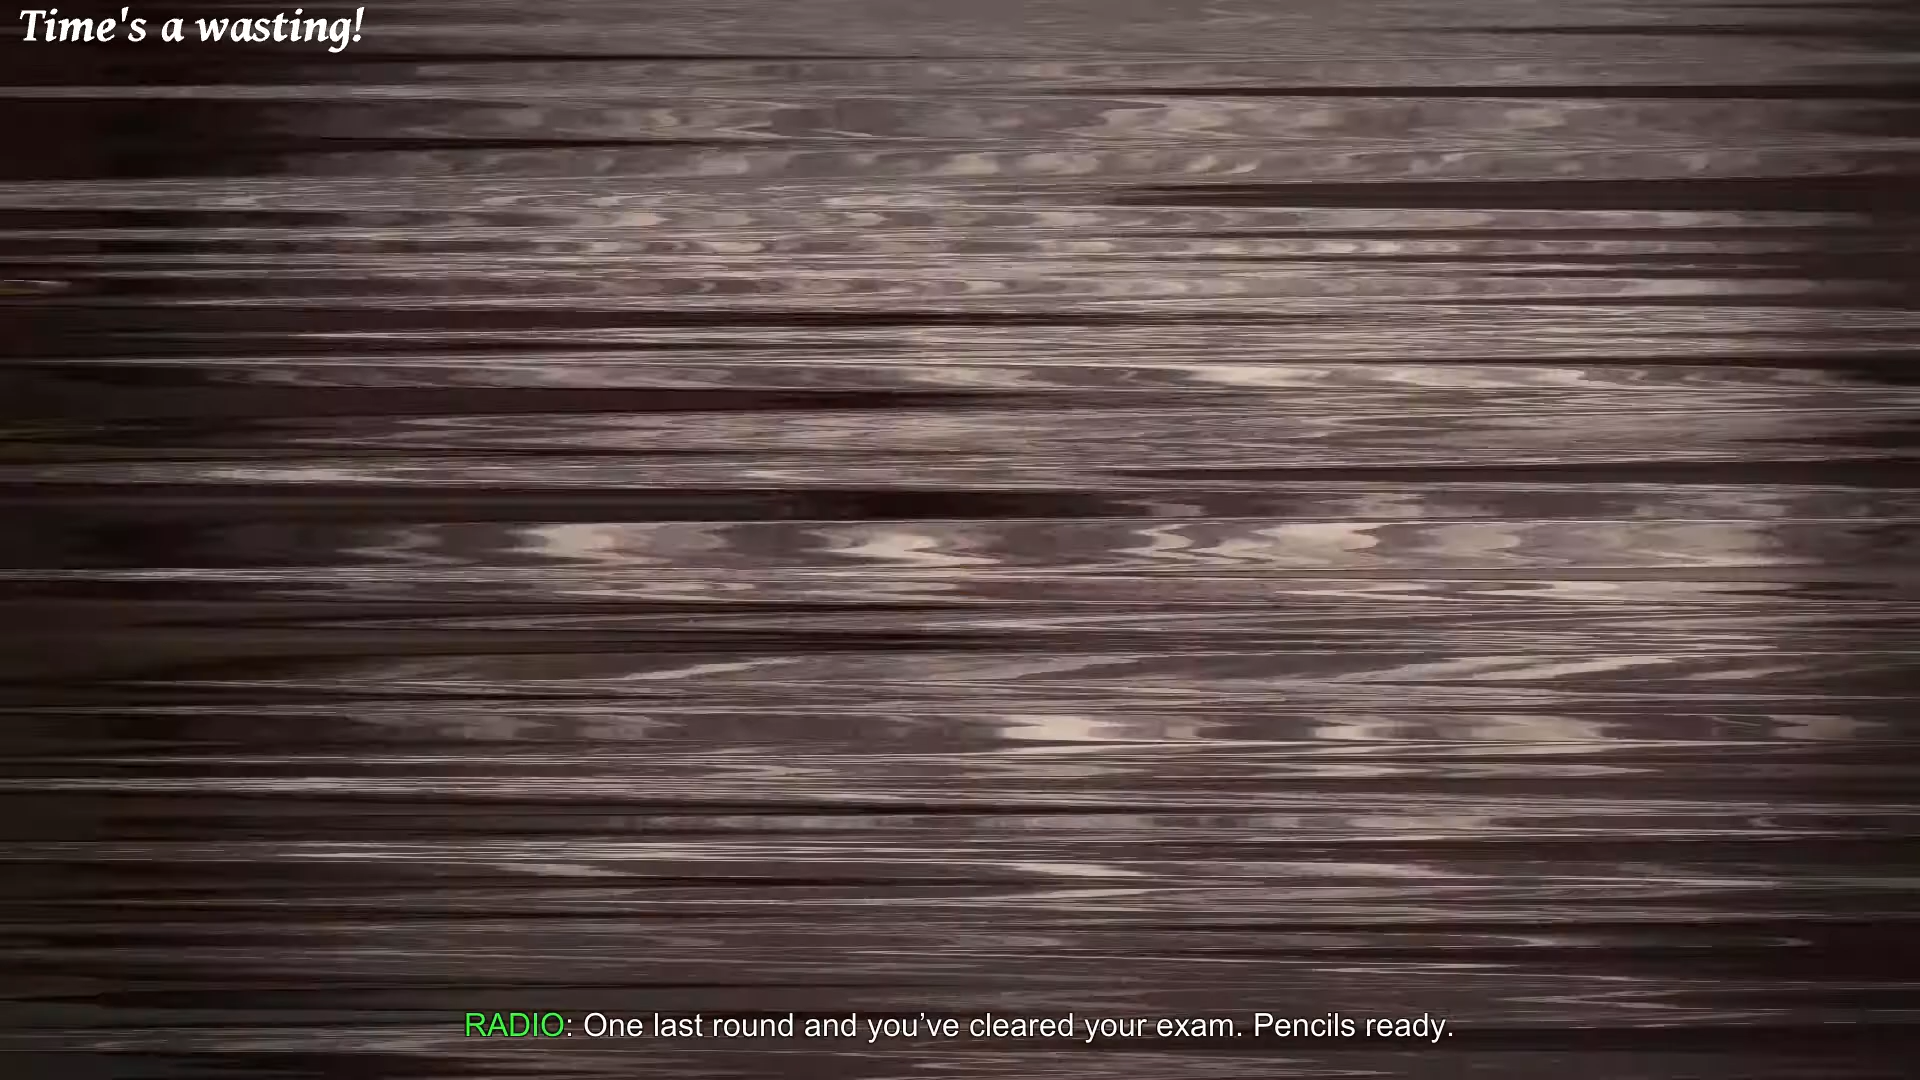 Time's a wasting!
RADIO: One last round and you’ve cleared your exam. Pencils ready.